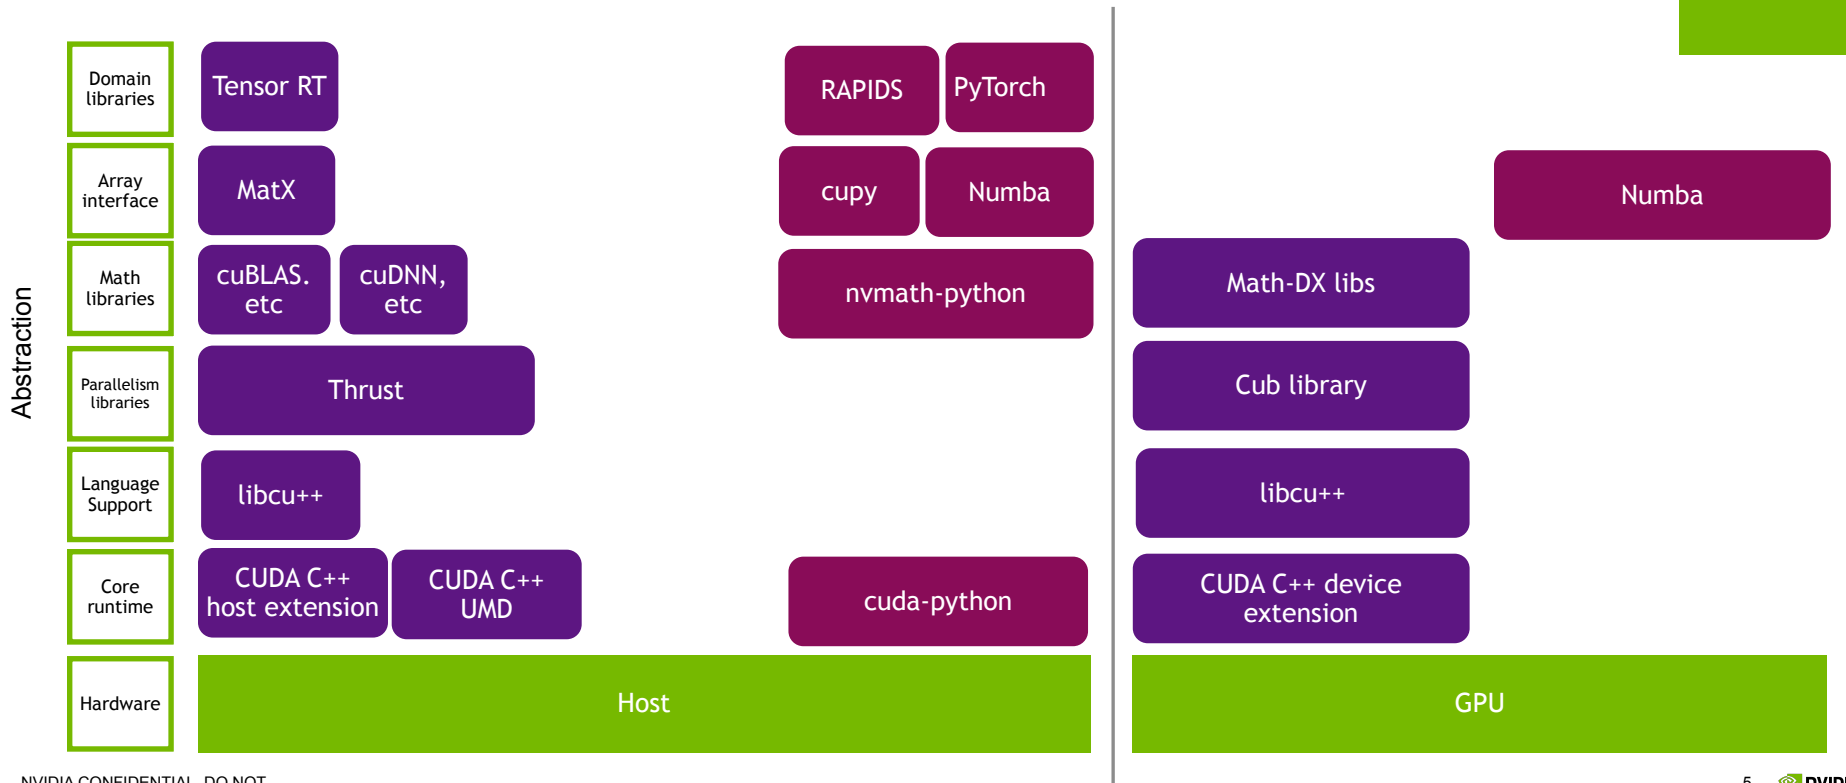 Abstraction
Domain
libraries
Tensor RT
RAPIDS
PyTorch
Array
interface
MatX
cupy
Numba
Numba
Math
libraries
cuBLAS.
etc
cuDNN,
etc
nvmath-python
Math-DX libs
Parallelism
libraries
Thrust
Cub library
Language
Support
libcu++
libcu++
Core
runtime
CUDA C++
host extension
CUDA C++
UMD
cuda-python
CUDA C++ device
extension
Hardware
Host
GPU
NVIDIA CONFIDENTIAL. DO NOT
5